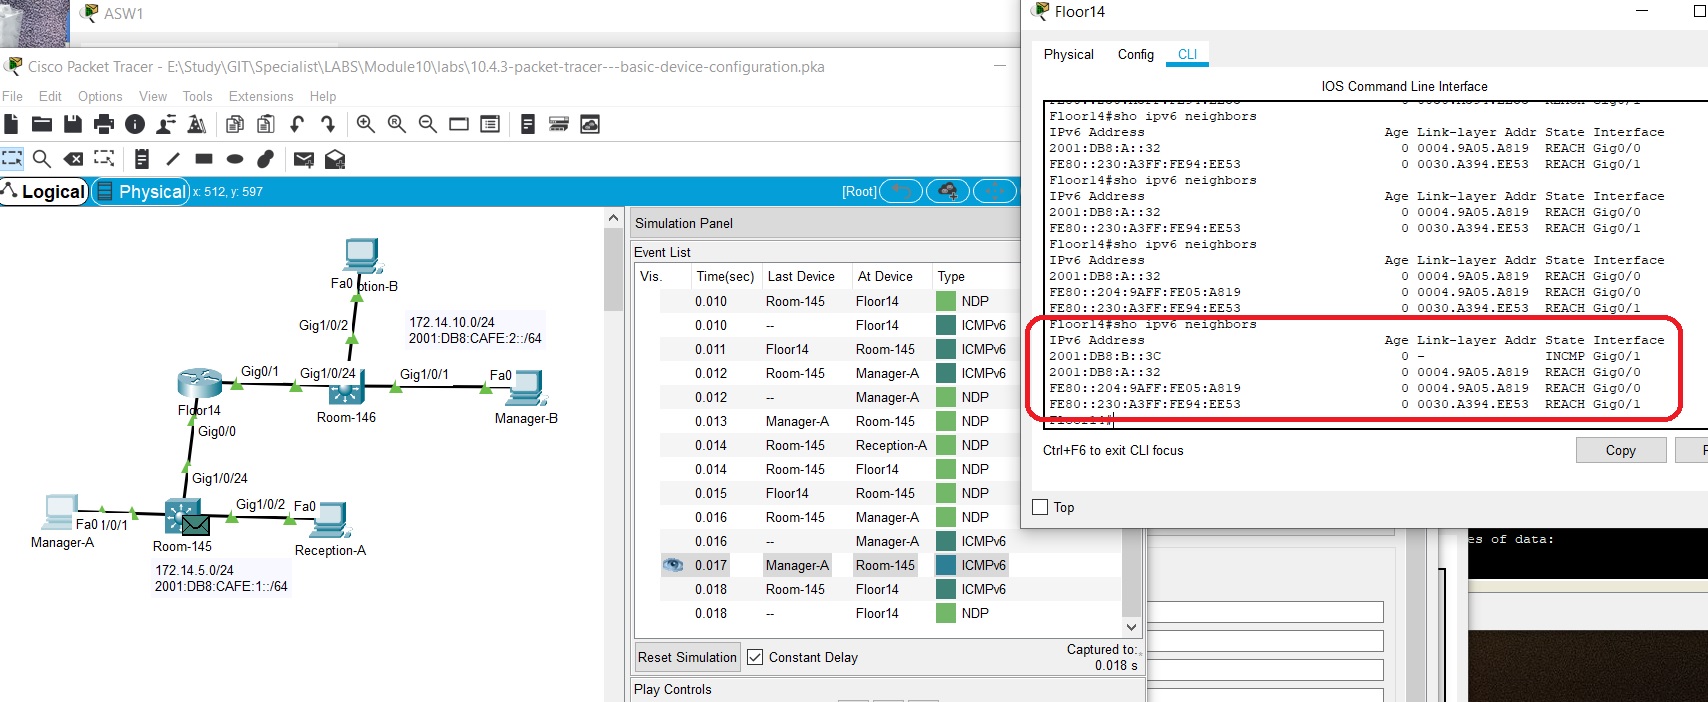 ASW1
Cisco Packet Tracer - E:\Study\GIT\Specialist\LABS\Module10\labs\10.4.3-packet-tracer---basic-device-configuration.pka
File Edit Options View Tools Extensions Help
Logical Physical x: 512, y: 597 [Root]
Fa0 ption-B
Gig1/0/2
172.14.10.0/24
2001:DB8:CAFE:2::/64
Gig0/1 Gig1/0/24 Gig1/0/1 Fa0
Floor14 Room-146 Manager-B
Gig0/0
Gig1/0/24
Gig1/0/2 Fa0
Fa0 1/0/1
Manager-A Room-145 Reception-A
172.14.5.0/24
2001:DB8:CAFE:1::/64
Simulation Panel
Event List
Vis. Time(sec) Last Device At Device Type
0.010 Room-145 Floor14 NDP
0.010 -- Floor14 ICMPv6
0.011 Floor14 Room-145 ICMPv6
0.012 Room-145 Manager-A ICMPv6
0.012 -- Manager-A NDP
0.013 Manager-A Room-145 NDP
0.014 Room-145 Reception-A NDP
0.014 Room-145 Floor14 NDP
0.015 Floor14 Room-145 NDP
0.016 Room-145 Manager-A NDP
0.016 -- Manager-A ICMPv6
0.017 Manager-A Room-145 ICMPv6
0.018 Room-145 Floor14 ICMPv6
0.018 -- Floor14 NDP
Reset Simulation Constant Delay Captured to:
0.018 s
Play Controls
Floor14
Physical Config CLI
IOS Command Line Interface
Floor14#sho ipv6 neighbors
IPv6 Address Age Link-layer Addr State Interface
2001:DB8:A::32 0 0004.9A05.A819 REACH Gig0/0
FE80::230:A3FF:FE94:EE53 0 0030.A394.EE53 REACH Gig0/1
Floor14#sho ipv6 neighbors
IPv6 Address Age Link-layer Addr State Interface
2001:DB8:A::32 0 0004.9A05.A819 REACH Gig0/0
FE80::230:A3FF:FE94:EE53 0 0030.A394.EE53 REACH Gig0/1
Floor14#sho ipv6 neighbors
IPv6 Address Age Link-layer Addr State Interface
2001:DB8:A::32 0 0004.9A05.A819 REACH Gig0/0
FE80::204:9AFF:FE05:A819 0 0004.9A05.A819 REACH Gig0/0
FE80::230:A3FF:FE94:EE53 0 0030.A394.EE53 REACH Gig0/1
Floor14#sho ipv6 neighbors
IPv6 Address Age Link-layer Addr State Interface
2001:DB8:B::3C 0 - INCMP Gig0/1
2001:DB8:A::32 0 0004.9A05.A819 REACH Gig0/0
FE80::204:9AFF:FE05:A819 0 0004.9A05.A819 REACH Gig0/0
FE80::230:A3FF:FE94:EE53 0 0030.A394.EE53 REACH Gig0/1
Floor14#
Ctrl+F6 to exit CLI focus Copy
Top
es of data: